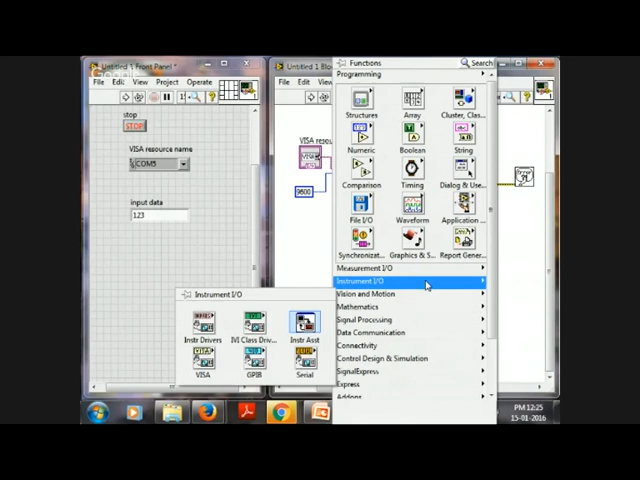 Untitled 1 Front Panel *
File Edit View Project Operate
stop
STOP
VISA resource name
COM5
input data
123
Untitled 1 Blo
File Edit
VISA resou
9600
Functions
Search
Programming
Structures Array Cluster, Clas...
Numeric Boolean String
Comparison Timing Dialog & Use...
File I/O Waveform Application ...
Synchronizat... Graphics & S... Report Gener...
Measurement I/O
Instrument I/O
Vision and Motion
Mathematics
Signal Processing
Data Communication
Connectivity
Control Design & Simulation
SignalExpress
Express
Addons
Instrument I/O
Instr Drivers IVI Class Driv... Instr Asst
VISA GPIB Serial
PM 12:25
15-01-2016